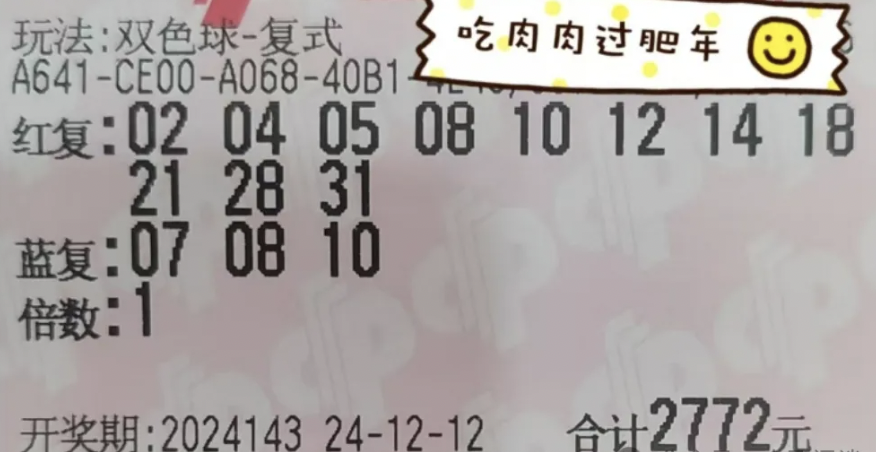 吃肉肉过肥年
玩法:双色球-复式
A641-CE00-A068-40B1-
红复:02 04 05 08 10 12 14 18
21 28 31
蓝复:07 08 10
倍数:1
开奖期:2024143 24-12-12 合计2772元